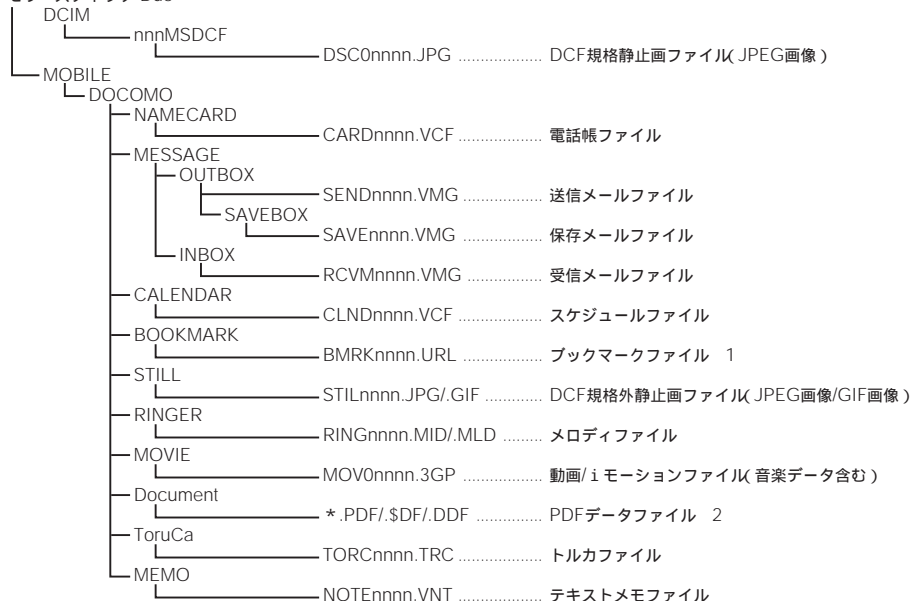 DCIM
nnnMSDCF
DSC0nnnn.JPG .................. DCF規格静止画ファイル(JPEG画像)
MOBILE
DOCOMO
NAMECARD
CARDnnnn.VCF .................. 電話帳ファイル
MESSAGE
OUTBOX
SENDnnnn.VMG .................. 送信メールファイル
SAVEBOX
SAVEnnnn.VMG .................. 保存メールファイル
INBOX
RCVMnnnn.VMG ................. 受信メールファイル
CALENDAR
CLNDnnnn.VCF .................. スケジュールファイル
BOOKMARK
BMRKnnnn.URL ................. ブックマークファイル 1
STILL
STILnnnn.JPG/.GIF ............. DCF規格外静止画ファイル(JPEG画像/GIF画像)
RINGER
RINGnnnn.MID/.MLD ......... メロディファイル
MOVIE
MOV0nnnn.3GP .................. 動画/iモーションファイル(音楽データ含む)
Document
*.PDF/.$DF/.DDF ............... PDFデータファイル 2
ToruCa
TORCnnnn.TRC .................. トルカファイル
MEMO
NOTEnnnn.VNT .................. テキストメモファイル